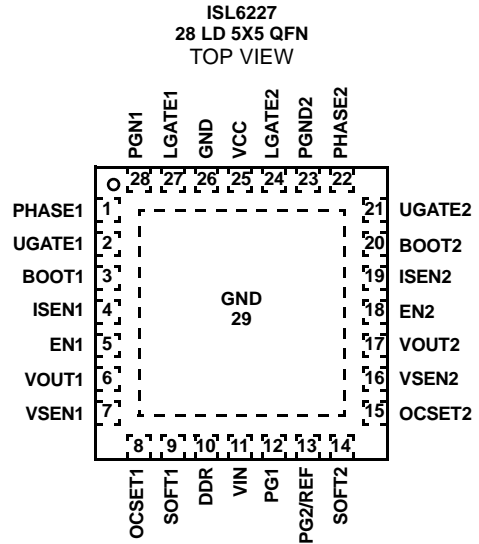 ISL6227
28 LD 5X5 QFN
TOP VIEW
PGN1
LGATE1
GND
VCC
LGATE2
PGND2
PHASE2
28
27
26
25
24
23
22
PHASE1
1
UGATE1
2
BOOT1
3
ISEN1
4
EN1
5
VOUT1
6
VSEN1
7
GND
29
21
UGATE2
20
BOOT2
19
ISEN2
18
EN2
17
VOUT2
16
VSEN2
15
OCSET2
8
9
10
11
12
13
14
OCSET1
SOFT1
DDR
VIN
PG1
PG2/REF
SOFT2